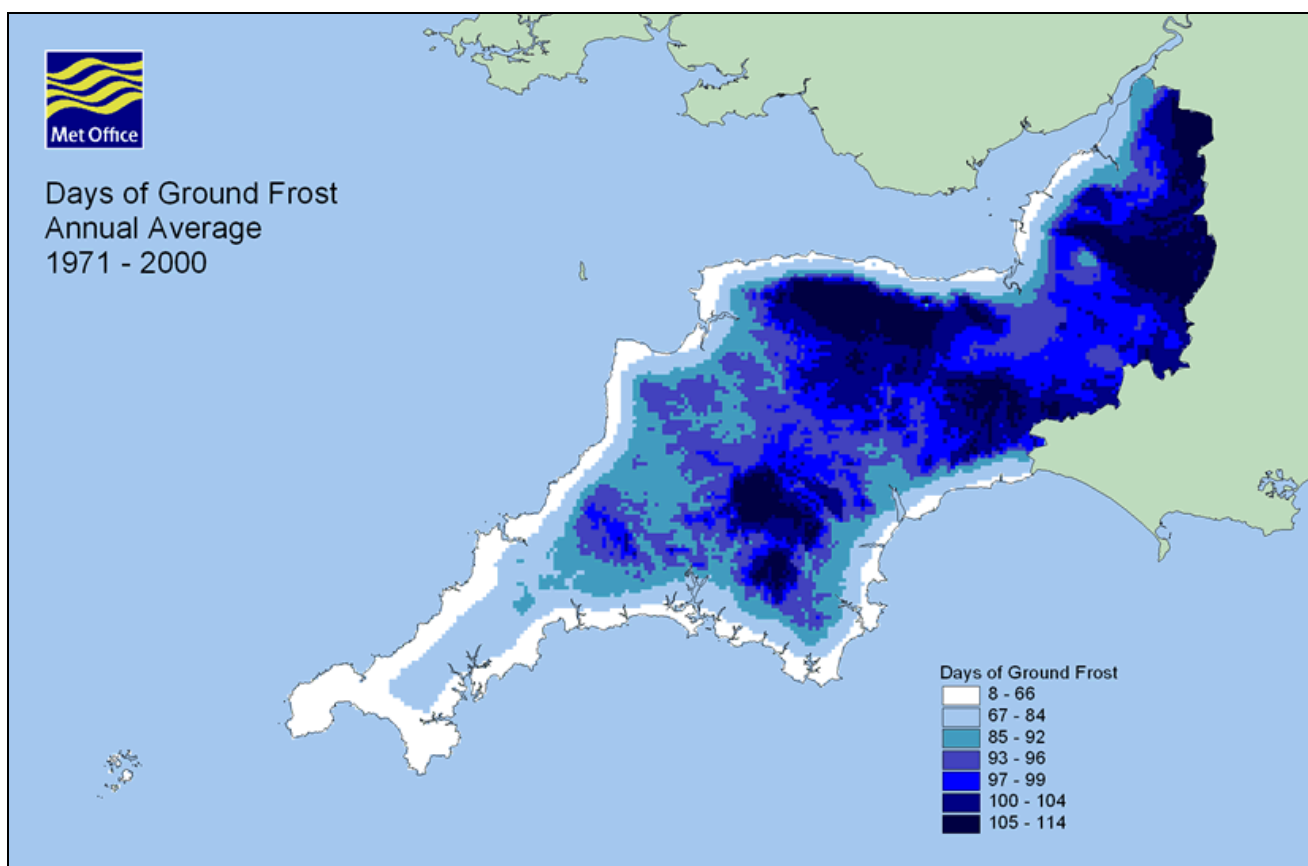 Met Office
Days of Ground Frost
Annual Average
1971 - 2000
Days of Ground Frost
8 - 66
67 - 84
85 - 92
93 - 96
97 - 99
100 - 104
105 - 114